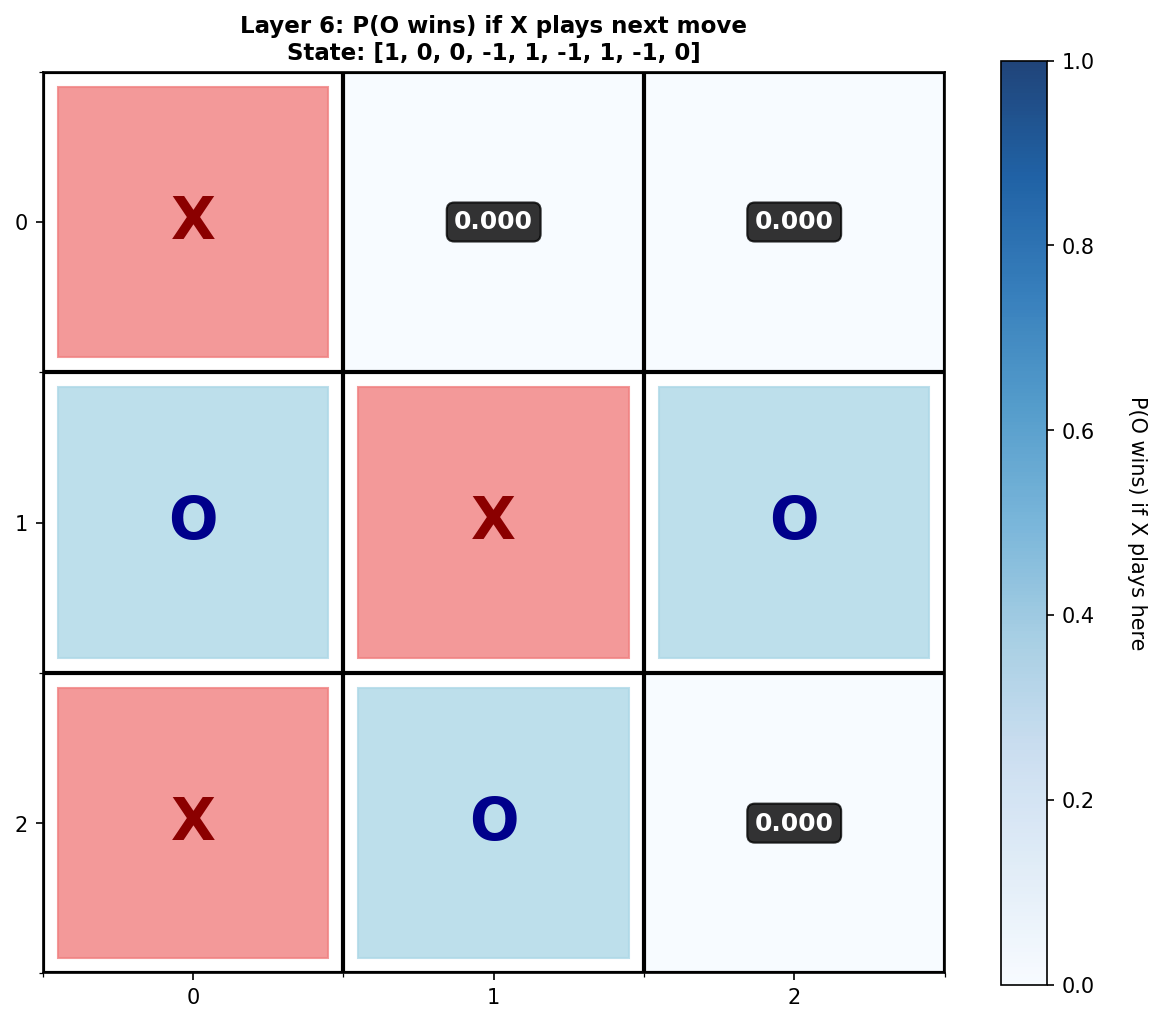 Layer 6: P(O wins) if X plays next move
State: [1, 0, 0, -1, 1, -1, 1, -1, 0]
X
0.000
0.000
O
X
O
X
O
0.000
0
1
2
0
1
2
1.0
0.8
0.6
0.4
0.2
0.0
P(O wins) if X plays here